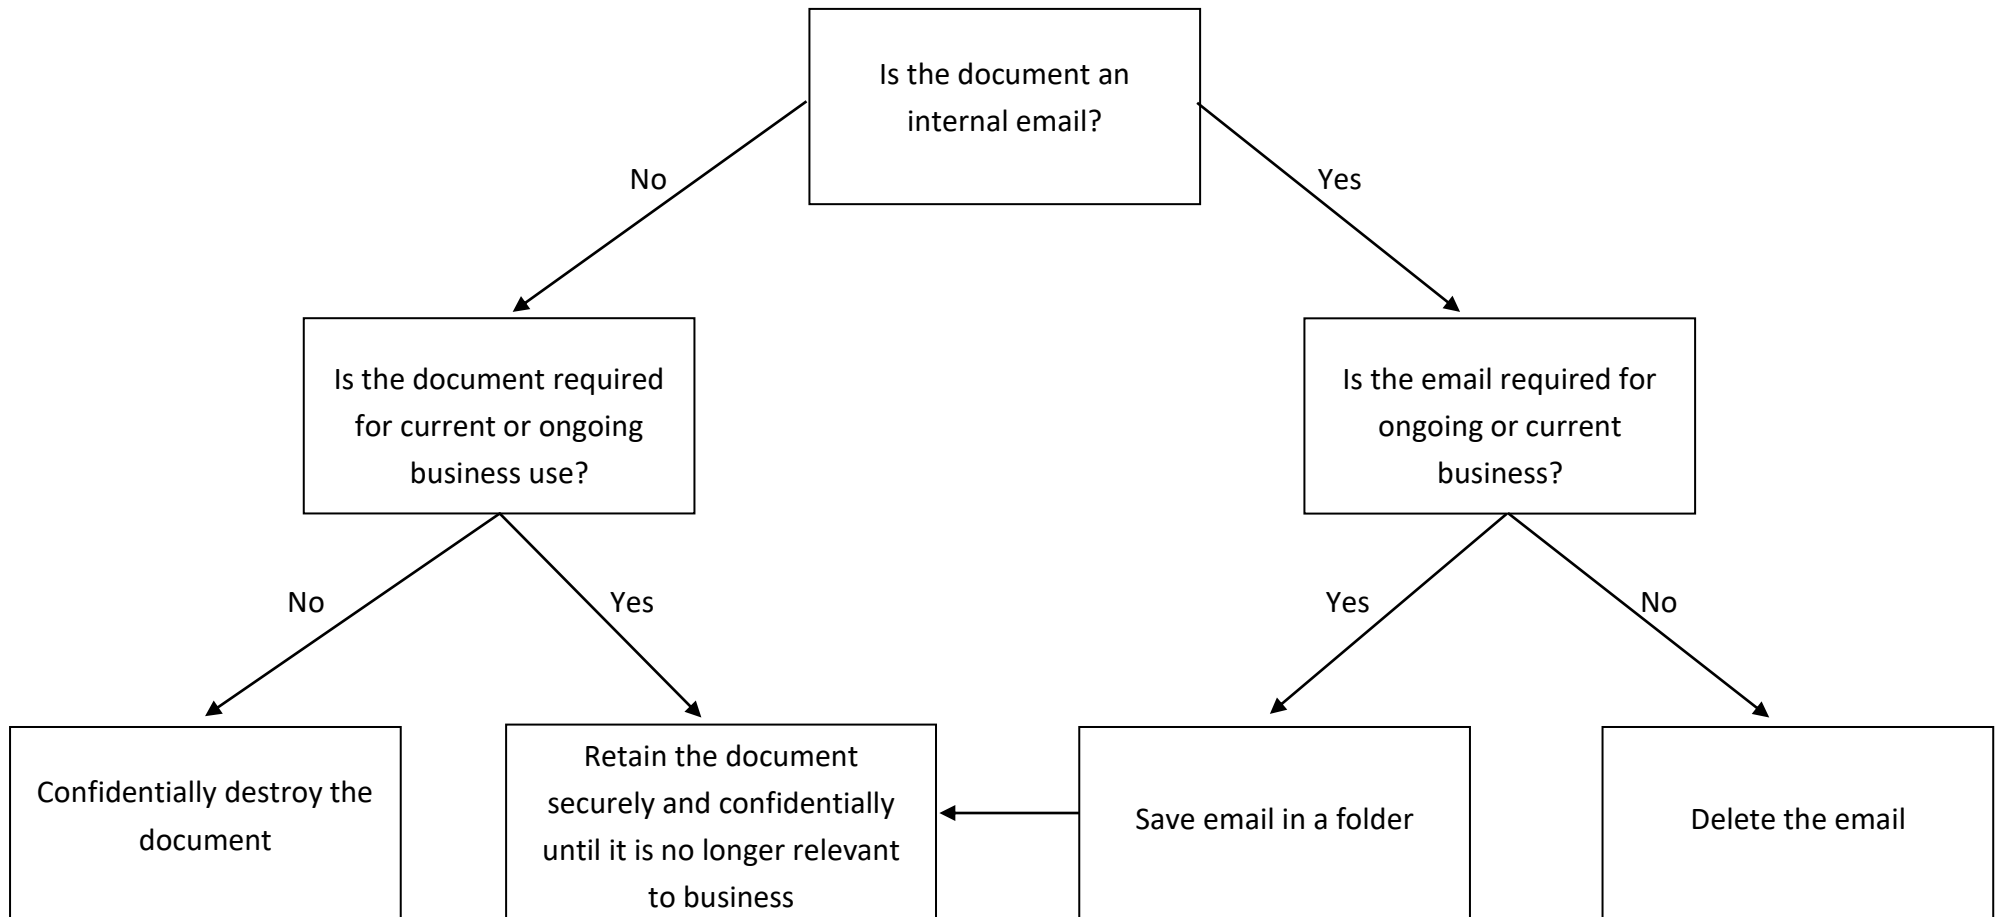 Is the document an
internal email?
No
Yes
Is the document required
for current or ongoing
business use?
Is the email required for
ongoing or current
business?
No
Yes
Yes
No
Confidentially destroy the
document
Retain the document
securely and confidentially
until it is no longer relevant
to business
Save email in a folder
Delete the email